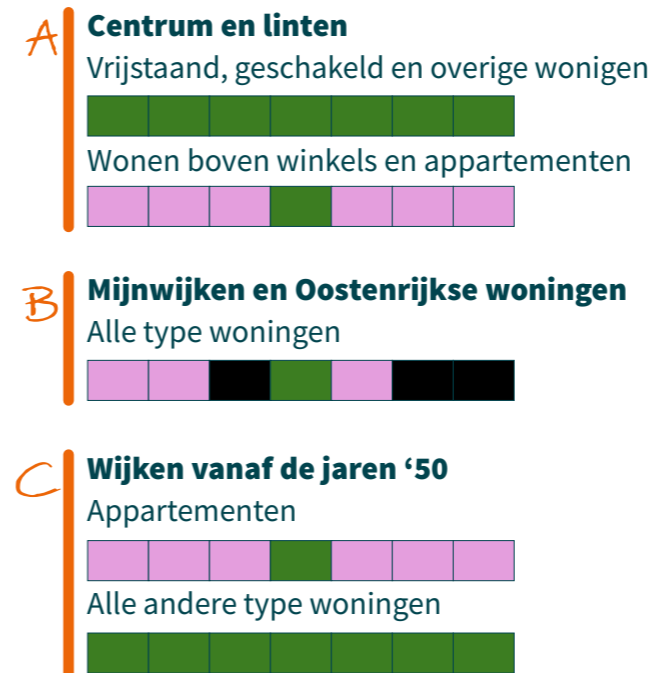 A
Centrum en linten
Vrijstaand, geschakeld en overige wonigen
Wonen boven winkels en appartementen
B
Mijnwijken en Oostenrijkse woningen
Alle type woningen
C
Wijken vanaf de jaren ‘50
Appartementen
Alle andere type woningen